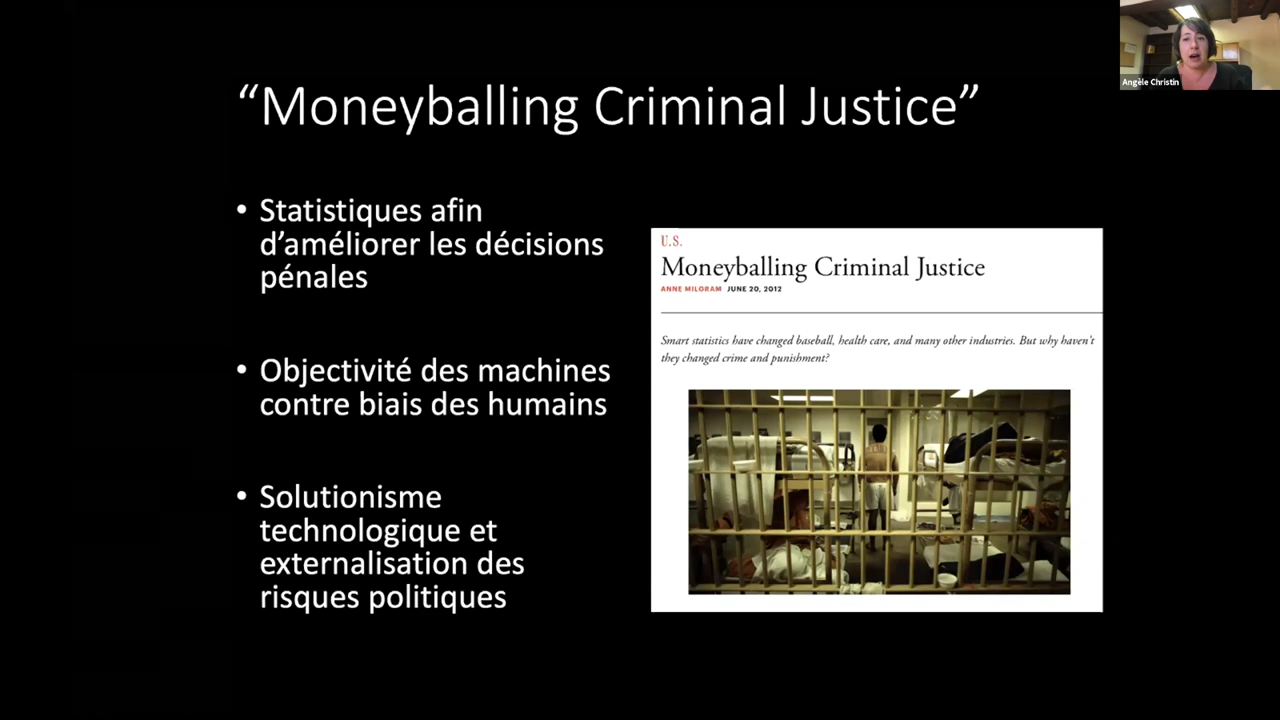 Angèle Christin
“Moneyballing Criminal Justice”
• Statistiques afin
d’améliorer les décisions
pénales
• Objectivité des machines
contre biais des humains
• Solutionisme
technologique et
externalisation des
risques politiques
U.S.
Moneyballing Criminal Justice
ANNE MILGRAM JUNE 20, 2012
Smart statistics have changed baseball, health care, and many other industries. But why haven’t
they changed crime and punishment?